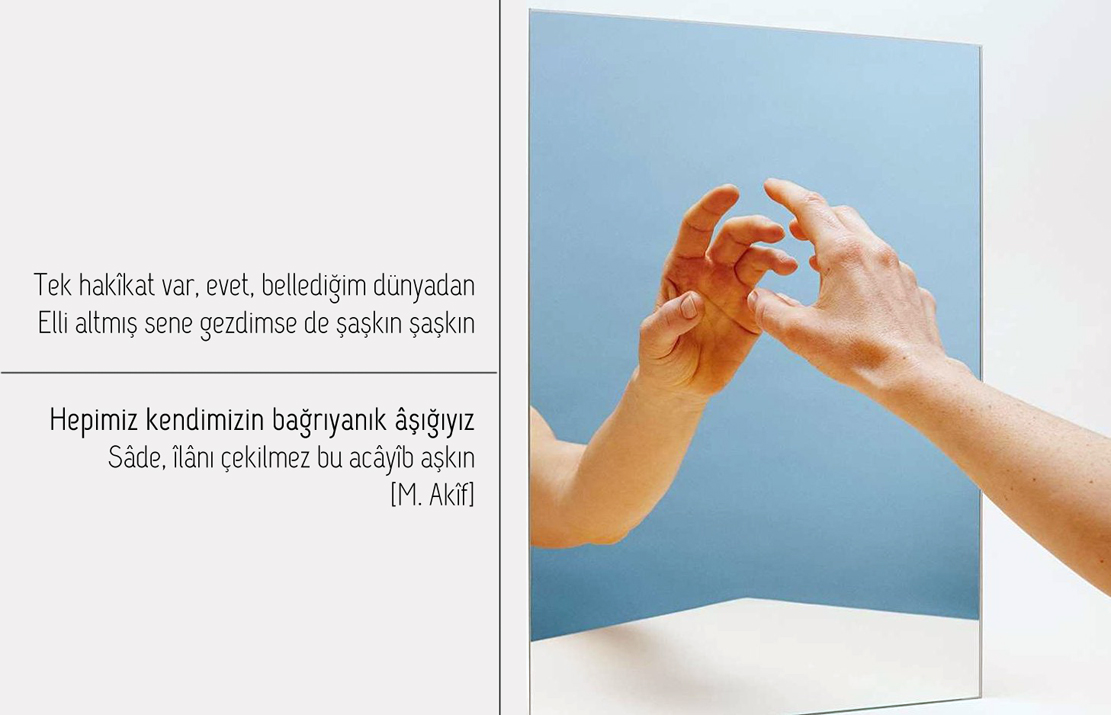 Tek hakîkat var, evet, bellediğim dünyadan
Elli altmış sene gezdimse de şaşkın şaşkın
Hepimiz kendimizin bağrıyanık âşığıyız
Sâde, îlânı çekilmez bu acâyîb aşkın
[M. Akîf]